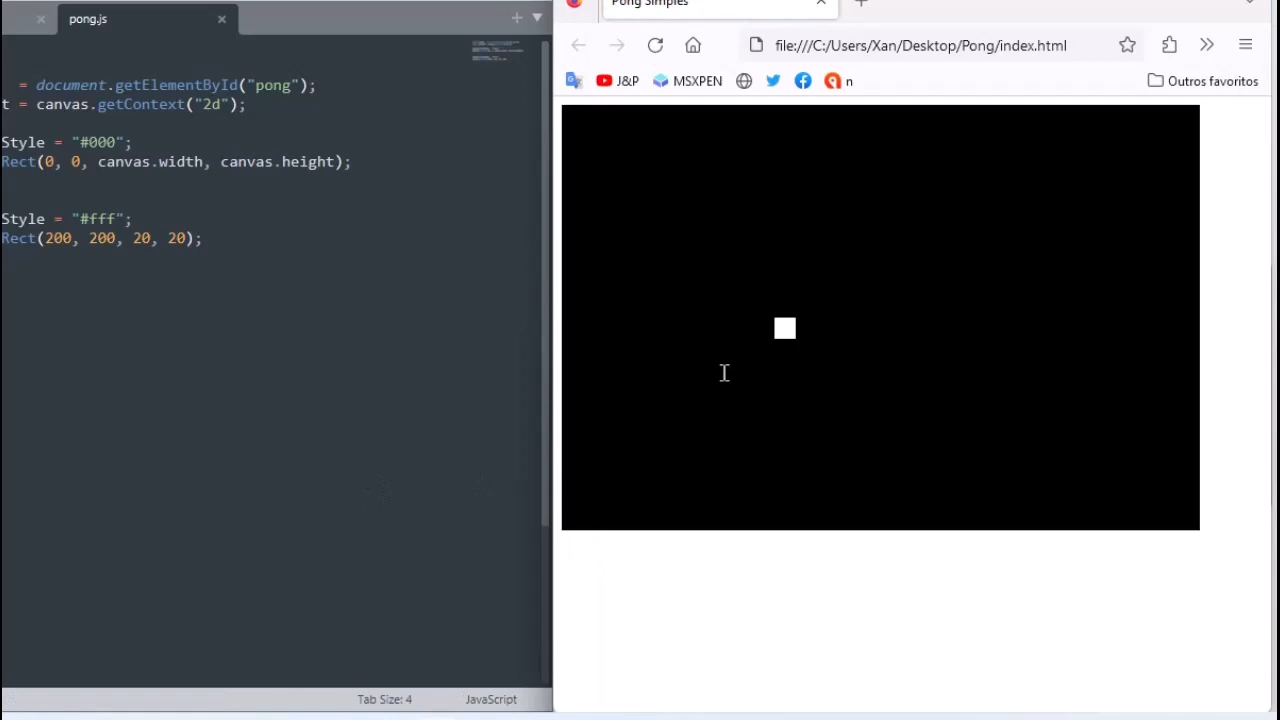 pong.js
= document.getElementById("pong");
t = canvas.getContext("2d");
Style = "#000";
Rect(0, 0, canvas.width, canvas.height);
Style = "#fff";
Rect(200, 200, 20, 20);
Tab Size: 4 JavaScript
Pong Simples
file:///C:/Users/Xan/Desktop/Pong/index.html
J&P MSXPEN n Outros favoritos